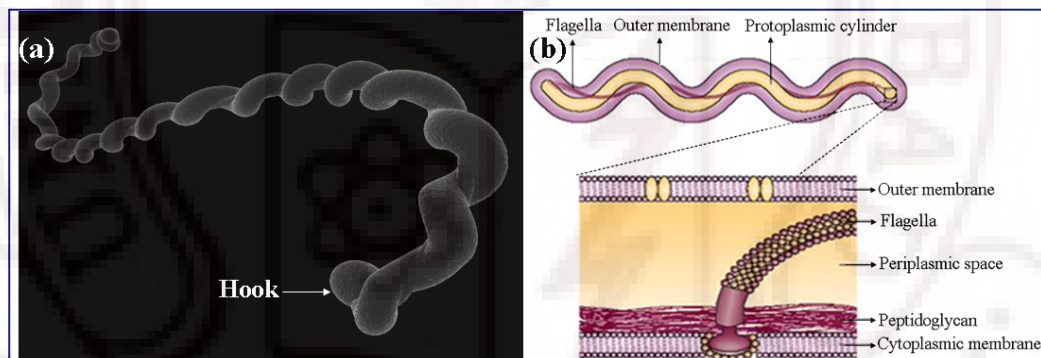 (a)
Hook
(b)
Flagella Outer membrane Protoplasmic cylinder
Outer membrane
Flagella
Periplasmic space
Peptidoglycan
Cytoplasmic membrane